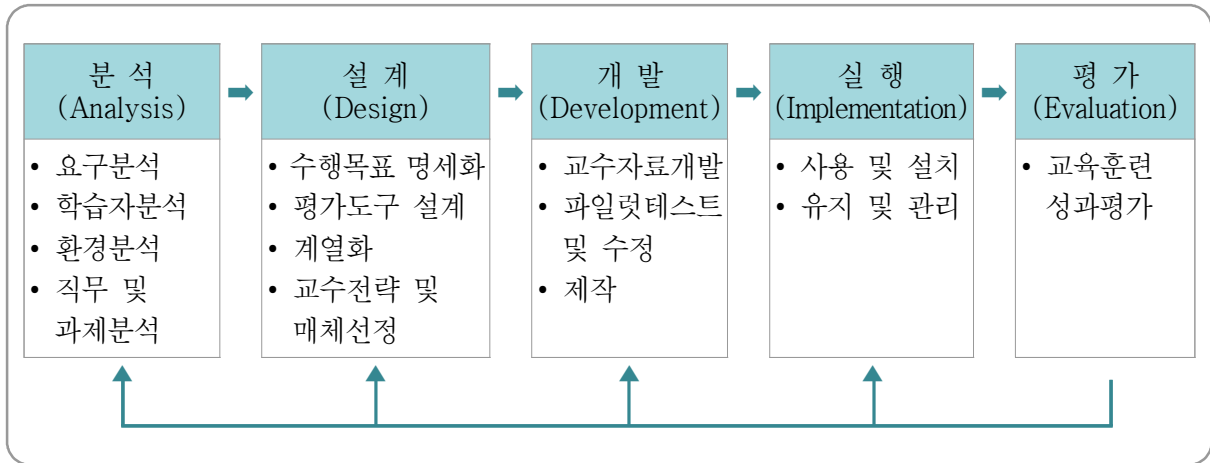 분 석
(Analysis)
• 요구분석
• 학습자분석
• 환경분석
• 직무 및
과제분석
설 계
(Design)
• 수행목표 명세화
• 평가도구 설계
• 계열화
• 교수전략 및
매체선정
개 발
(Development)
• 교수자료개발
• 파일럿테스트
및 수정
• 제작
실 행
(Implementation)
• 사용 및 설치
• 유지 및 관리
평 가
(Evaluation)
• 교육훈련
성과평가